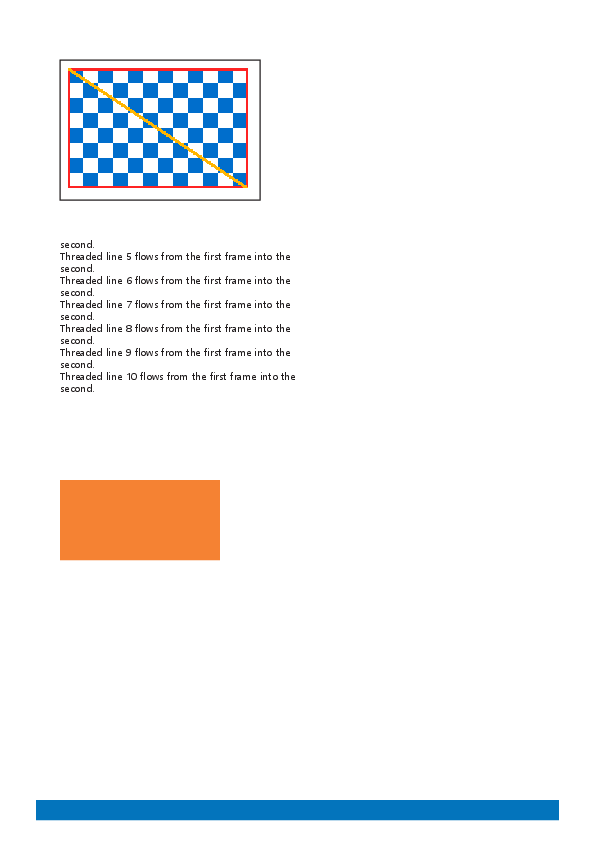 second.
Threaded line 5 flows from the first frame into the
second.
Threaded line 6 flows from the first frame into the
second.
Threaded line 7 flows from the first frame into the
second.
Threaded line 8 flows from the first frame into the
second.
Threaded line 9 flows from the first frame into the
second.
Threaded line 10 flows from the first frame into the
second.